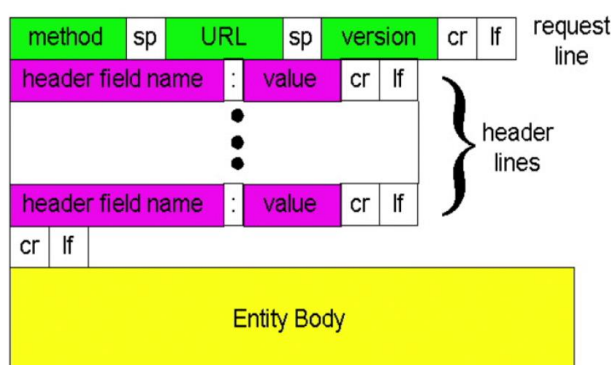 method sp URL sp version cr lf request line
header field name : value cr lf
header lines
header field name : value cr lf
cr lf
Entity Body